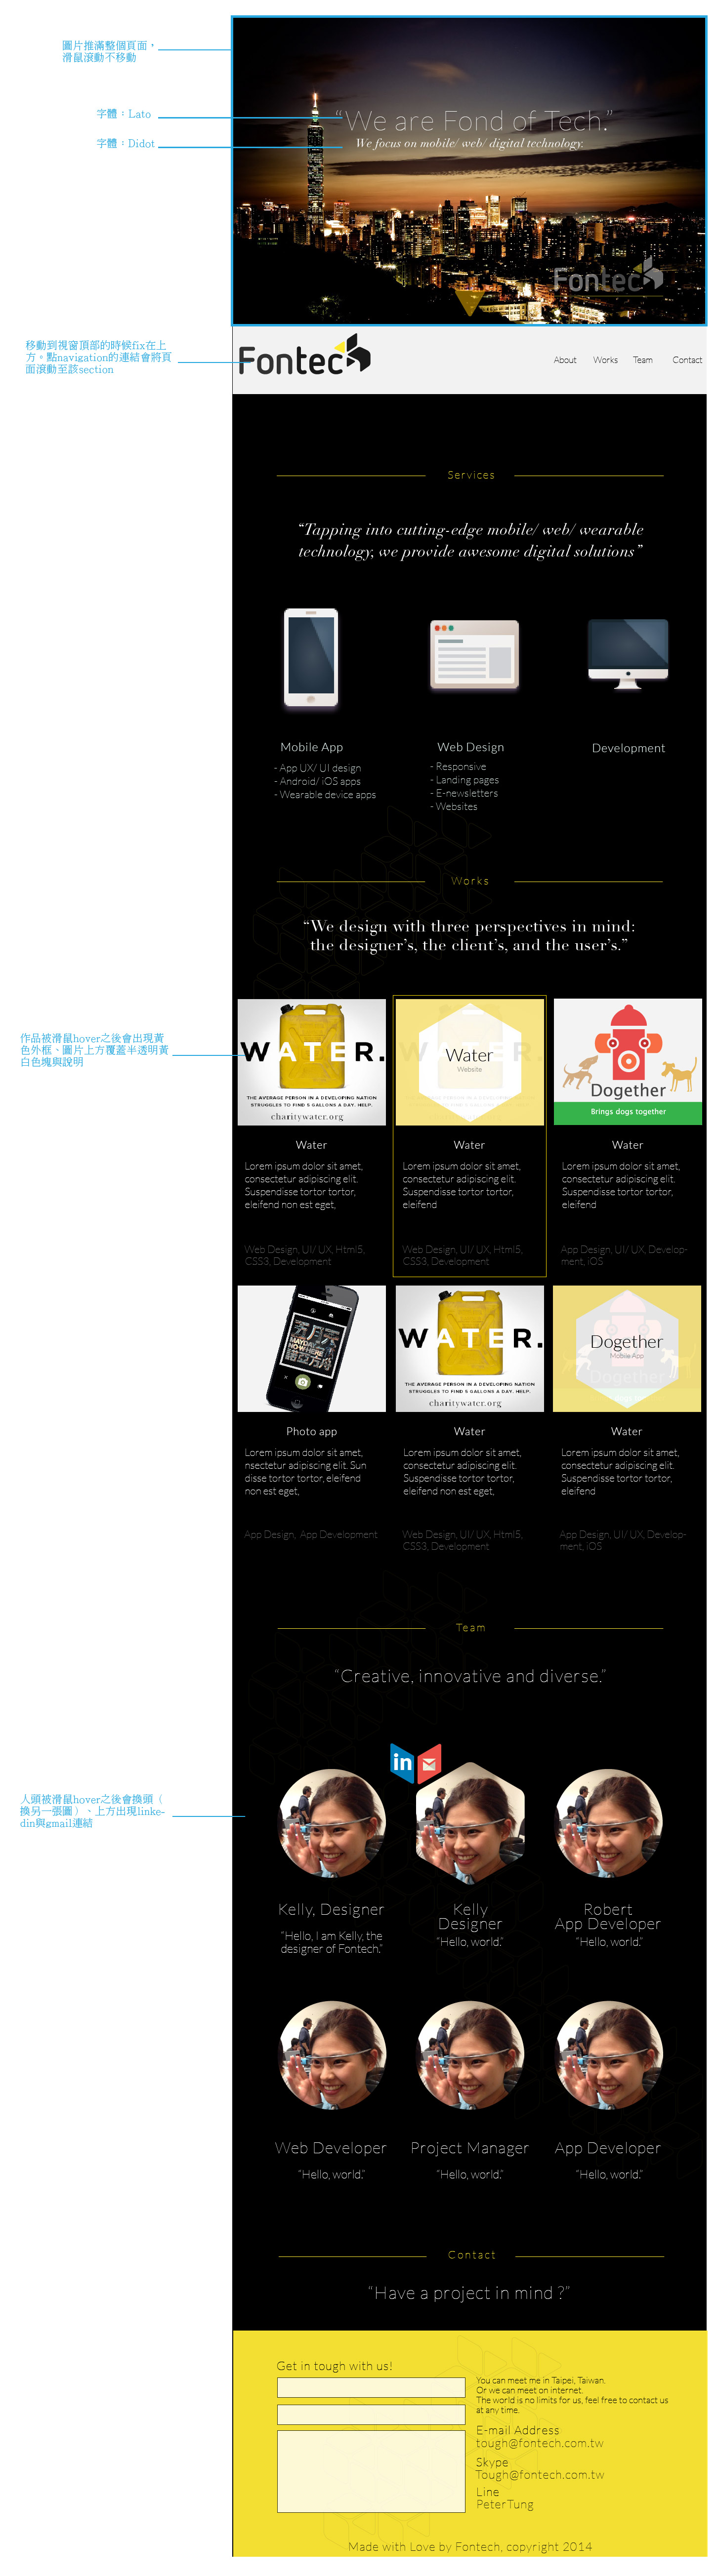 圖片推滿整個頁面，
滑鼠滾動不移動
字體：Lato
字體：Didot
“We are Fond of Tech.”
We focus on mobile/ web/ digital technology.
Fontec
移動到視窗頂部的時候fix在上
方。點navigation的連結會將頁
面滾動至該section
Fontec
About Works Team Contact
Services
“Tapping into cutting-edge mobile/ web/ wearable
technology, we provide awesome digital solutions”
Mobile App
- App UX/ UI design
- Android/ iOS apps
- Wearable device apps
Web Design
- Responsive
- Landing pages
- E-newsletters
- Websites
Development
Works
“We design with three perspectives in mind:
the designer’s, the client’s, and the user’s.”
作品被滑鼠hover之後會出現黃
色外框、圖片上方覆蓋半透明黃
白色塊與說明
WATER.
THE AVERAGE PERSON IN A DEVELOPING NATION
STRUGGLES TO FIND 5 GALLONS A DAY. HELP.
charitywater.org
Water
Lorem ipsum dolor sit amet,
consectetur adipiscing elit.
Suspendisse tortor tortor,
eleifend non est eget,
Web Design, UI/ UX, Html5,
CSS3, Development
Water
Website
Water
Lorem ipsum dolor sit amet,
consectetur adipiscing elit.
Suspendisse tortor tortor,
eleifend
Web Design, UI/ UX, Html5,
CSS3, Development
Dogether
Brings dogs together
Water
Lorem ipsum dolor sit amet,
consectetur adipiscing elit.
Suspendisse tortor tortor,
eleifend
App Design, UI/ UX, Develop-
ment, iOS
Photo app
Lorem ipsum dolor sit amet,
nsectetur adipiscing elit. Sun
disse tortor tortor, eleifend
non est eget,
App Design, App Development
WATER.
THE AVERAGE PERSON IN A DEVELOPING NATION
STRUGGLES TO FIND 5 GALLONS A DAY. HELP.
charitywater.org
Water
Lorem ipsum dolor sit amet,
consectetur adipiscing elit.
Suspendisse tortor tortor,
eleifend non est eget,
Web Design, UI/ UX, Html5,
CSS3, Development
Dogether
Mobile App
Dogether
Water
Lorem ipsum dolor sit amet,
consectetur adipiscing elit.
Suspendisse tortor tortor,
eleifend
App Design, UI/ UX, Develop-
ment, iOS
Team
“Creative, innovative and diverse.”
人頭被滑鼠hover之後會換頭（
換另一張圖）、上方出現linke-
din與gmail連結
in
Kelly, Designer
“Hello, I am Kelly, the
designer of Fontech.”
Kelly
Designer
“Hello, world.”
Robert
App Developer
“Hello, world.”
Web Developer
“Hello, world.”
Project Manager
“Hello, world.”
App Developer
“Hello, world.”
Contact
“Have a project in mind ?”
Get in tough with us!
You can meet me in Taipei, Taiwan.
Or we can meet on internet.
The world is no limits for us, feel free to contact us
at any time.
E-mail Address
tough@fontech.com.tw
Skype
Tough@fontech.com.tw
Line
PeterTung
Made with Love by Fontech, copyright 2014